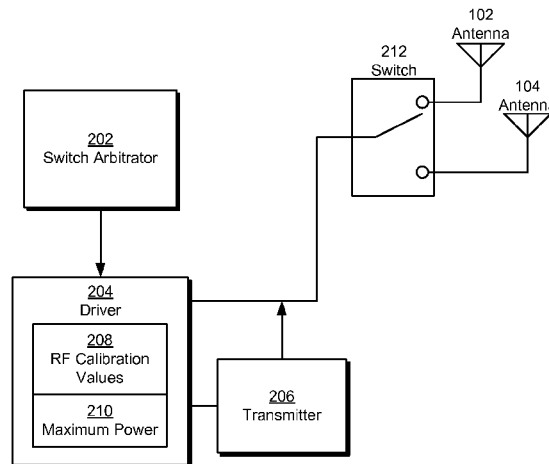 102
Antenna
212
Switch
104
Antenna
202
Switch Arbitrator
204
Driver
208
RF Calibration
Values
210
Maximum Power
206
Transmitter